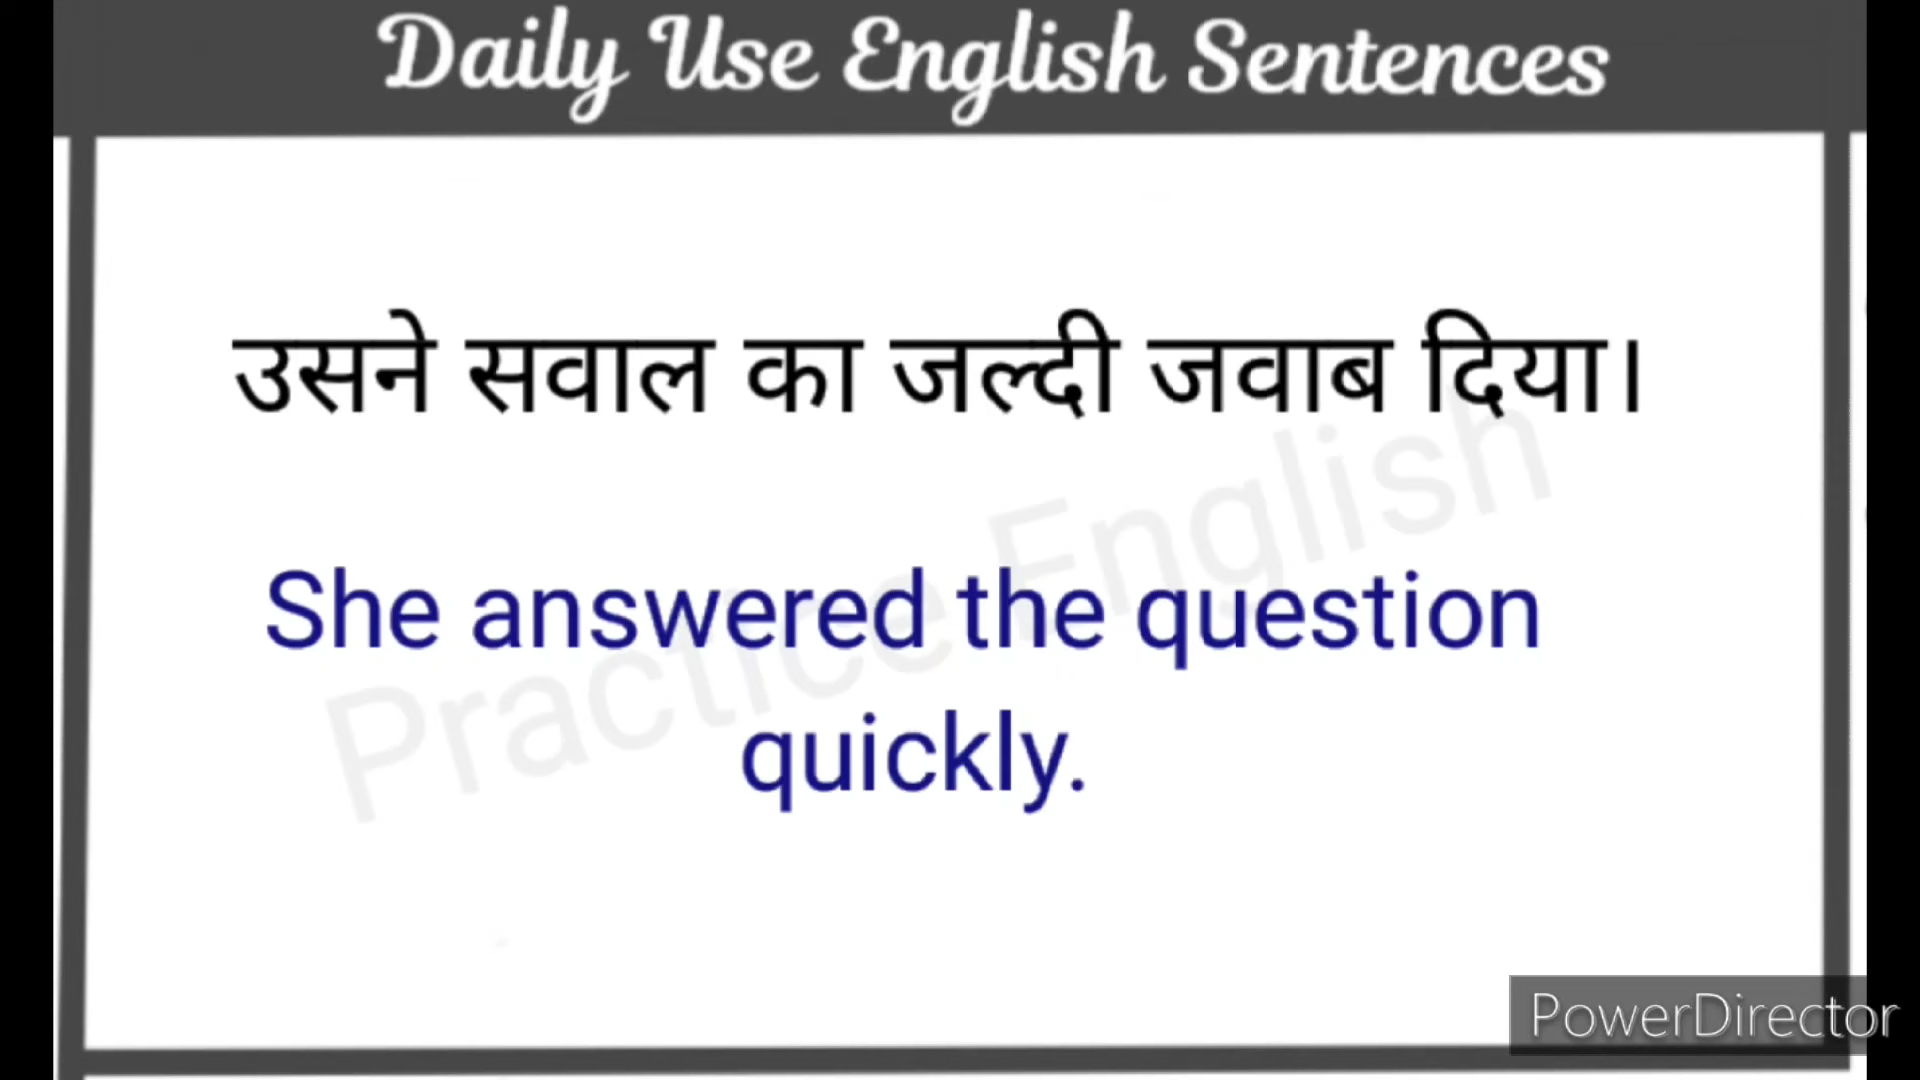 Daily Use English Sentences
उसने सवाल का जल्दी जवाब दिया।
She answered the question
quickly.
Practice English
PowerDirector